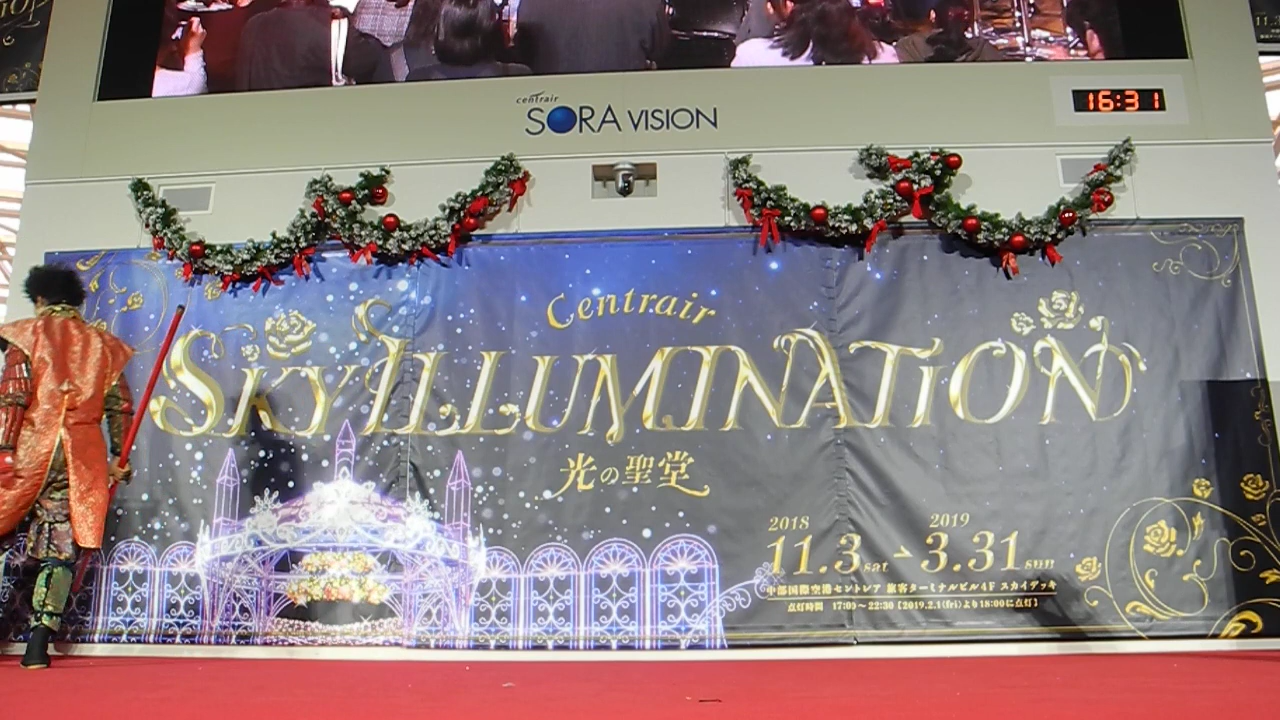 centrair
SORA VISION
16:31
Centrair
SKY ILLUMINATION
光の聖堂
2018 2019
11.3 sat → 3.31 sun
中部国際空港セントレア 旅客ターミナルビル4F スカイデッキ
点灯時間 17:00～22:30【2019.2.1(fri)より18:00に点灯】